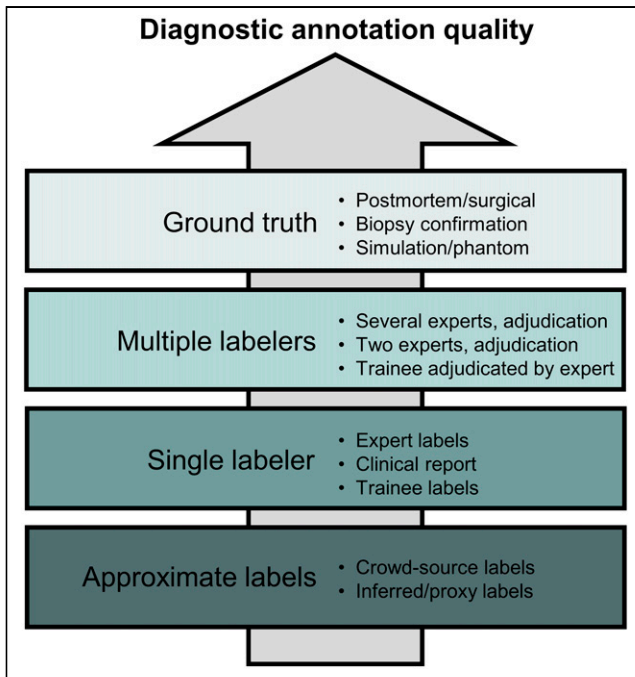 Diagnostic annotation quality
Ground truth
• Postmortem/surgical
• Biopsy confirmation
• Simulation/phantom
Multiple labelers
• Several experts, adjudication
• Two experts, adjudication
• Trainee adjudicated by expert
Single labeler
• Expert labels
• Clinical report
• Trainee labels
Approximate labels
• Crowd-source labels
• Inferred/proxy labels